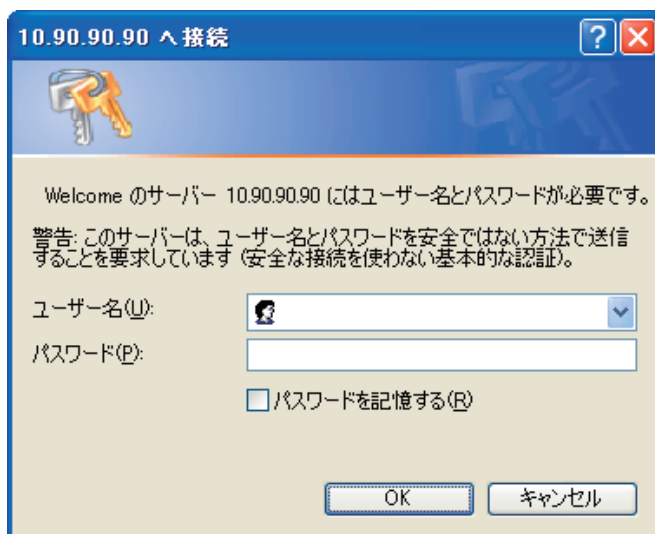 10.90.90.90 へ接続
Welcome のサーバー 10.90.90.90 にはユーザー名とパスワードが必要です。
警告: このサーバーは、ユーザー名とパスワードを安全ではない方法で送信
することを要求しています (安全な接続を使わない基本的な認証)。
ユーザー名(U):
パスワード(P):
パスワードを記憶する(R)
OK キャンセル